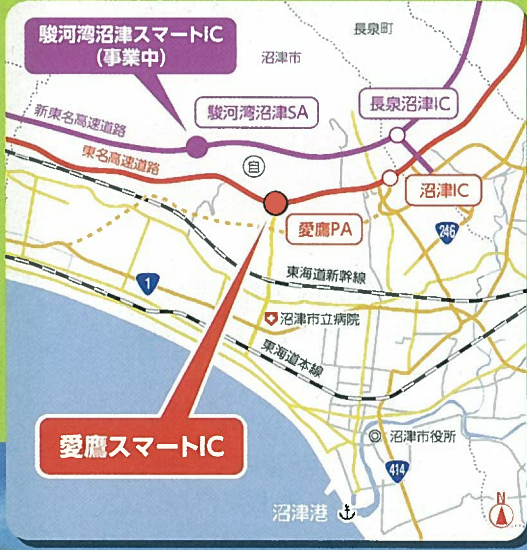 駿河湾沼津スマートIC
(事業中)
長泉町
沼津市
駿河湾沼津SA
長泉沼津IC
新東名高速道路
東名高速道路
沼津IC
愛鷹PA
246
東海道新幹線
1
沼津市立病院
東海道本線
愛鷹スマートIC
沼津市役所
414
沼津港
N